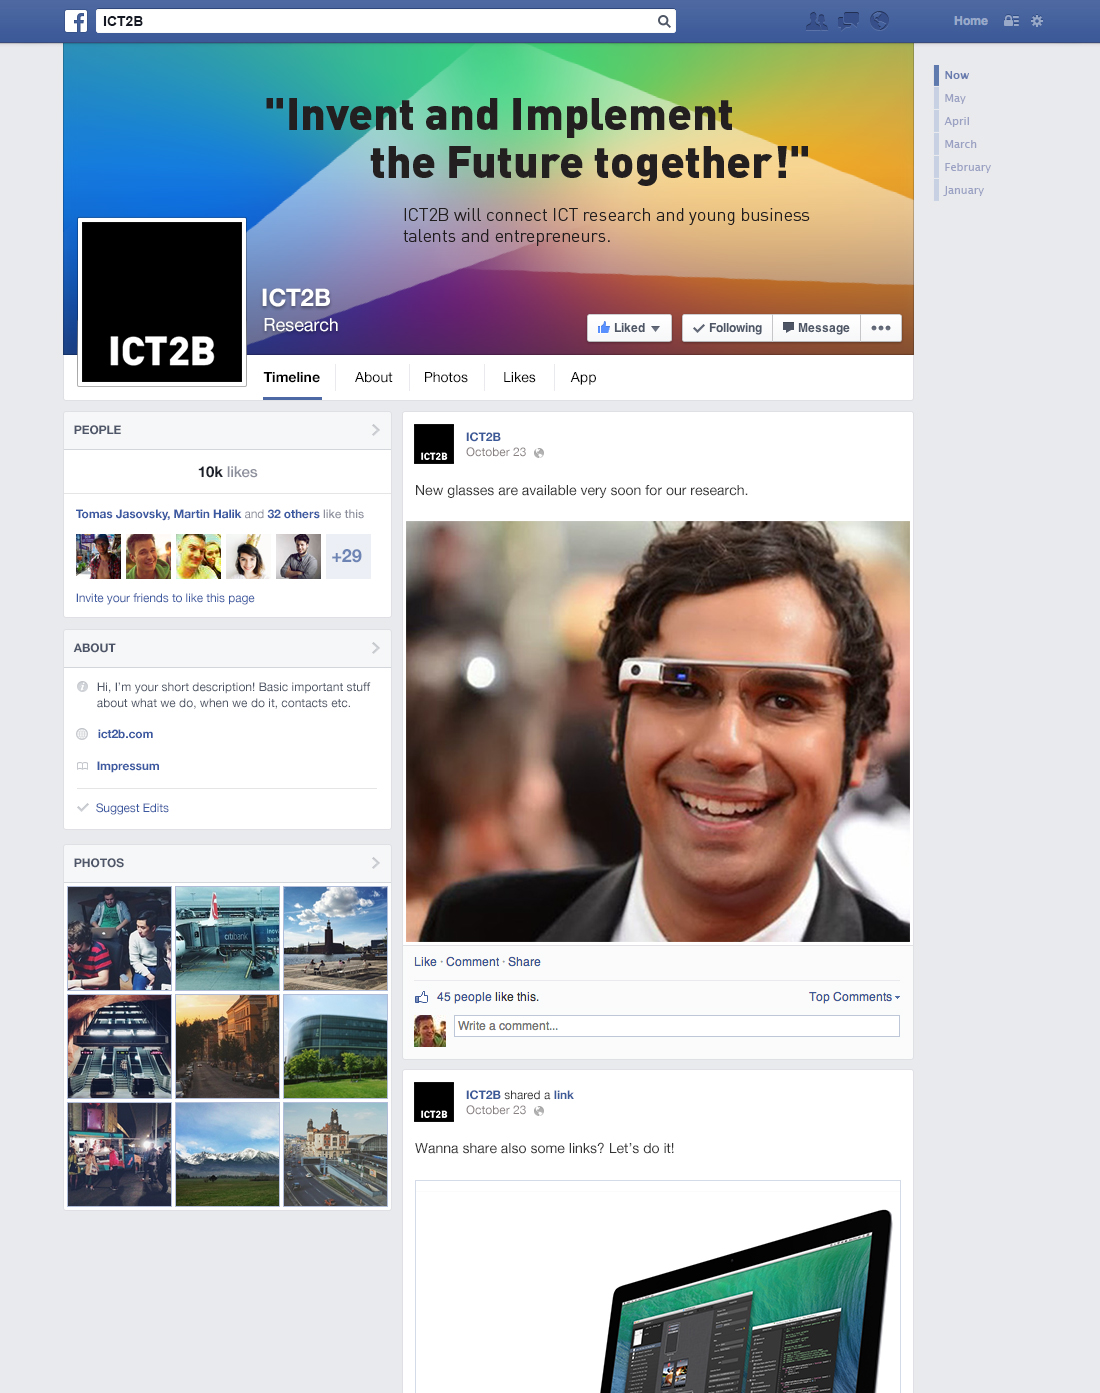 ICT2B
Home
"Invent and Implement
the Future together!"
ICT2B will connect ICT research and young business
talents and entrepreneurs.
ICT2B
ICT2B
Research
Liked
Following
Message
Timeline
About
Photos
Likes
App
Now
May
April
March
February
January
PEOPLE
10k likes
Tomas Jasovsky, Martin Halik and 32 others like this
+29
Invite your friends to like this page
ABOUT
Hi, I'm your short description! Basic important stuff
about what we do, when we do it, contacts etc.
ict2b.com
Impressum
Suggest Edits
PHOTOS
citibank
ICT2B
ICT2B
October 23
New glasses are available very soon for our research.
Like · Comment · Share
45 people like this.
Top Comments
Write a comment...
ICT2B
ICT2B shared a link
October 23
Wanna share also some links? Let's do it!